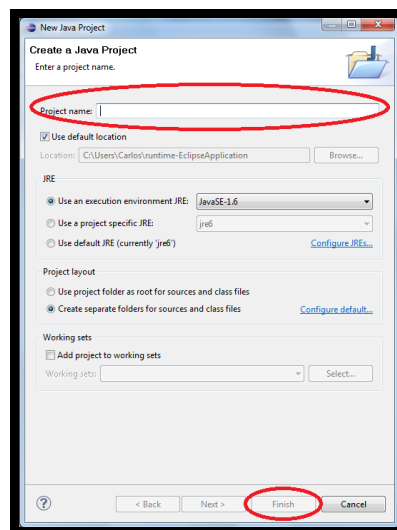 New Java Project
Create a Java Project
Enter a project name.
Project name:
Use default location
Location: C:\Users\Carlos\runtime-EclipseApplication Browse...
JRE
Use an execution environment JRE: JavaSE-1.6
Use a project specific JRE: jre6
Use default JRE (currently 'jre6') Configure JREs...
Project layout
Use project folder as root for sources and class files
Create separate folders for sources and class files Configure default...
Working sets
Add project to working sets
Working sets: Select...
? < Back Next > Finish Cancel